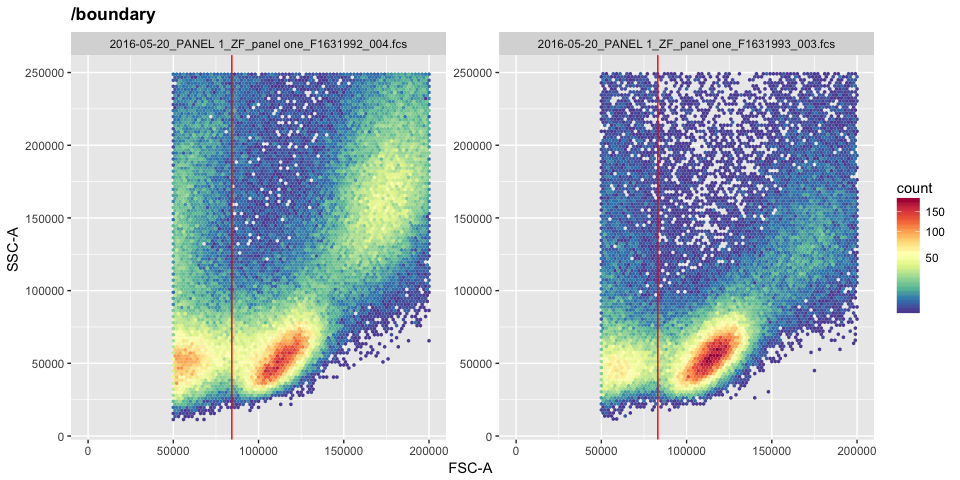 /boundary
2016-05-20_PANEL 1_ZF_panel one_F1631992_004.fcs
2016-05-20_PANEL 1_ZF_panel one_F1631993_003.fcs
250000
200000
150000
100000
50000
0
250000
200000
150000
100000
50000
0
SSC-A
0 50000 100000 150000 200000
0 50000 100000 150000 200000
FSC-A
count
150
100
50